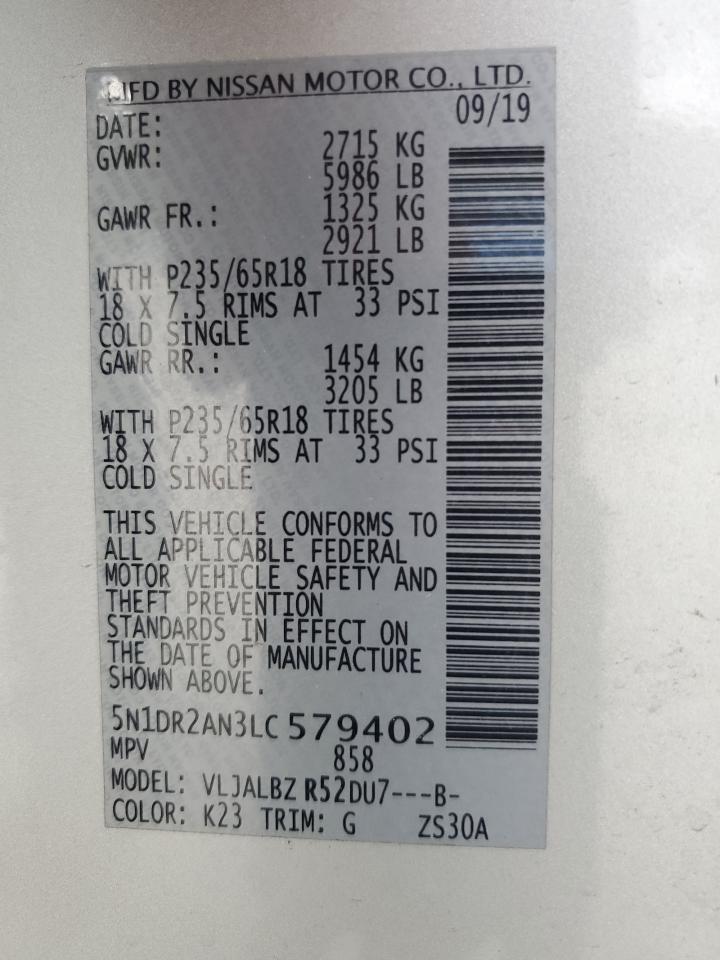 MFD BY NISSAN MOTOR CO., LTD.
DATE: 09/19
GVWR: 2715 KG
5986 LB
GAWR FR.: 1325 KG
2921 LB
WITH P235/65R18 TIRES
18 X 7.5 RIMS AT 33 PSI
COLD SINGLE
GAWR RR.: 1454 KG
3205 LB
WITH P235/65R18 TIRES
18 X 7.5 RIMS AT 33 PSI
COLD SINGLE
THIS VEHICLE CONFORMS TO
ALL APPLICABLE FEDERAL
MOTOR VEHICLE SAFETY AND
THEFT PREVENTION
STANDARDS IN EFFECT ON
THE DATE OF MANUFACTURE
SHOWN ABOVE.
5N1DR2AN3LC579402
MPV 858
MODEL: VLJALBZ R52DU7---B-
COLOR: K23 TRIM: G ZS30A